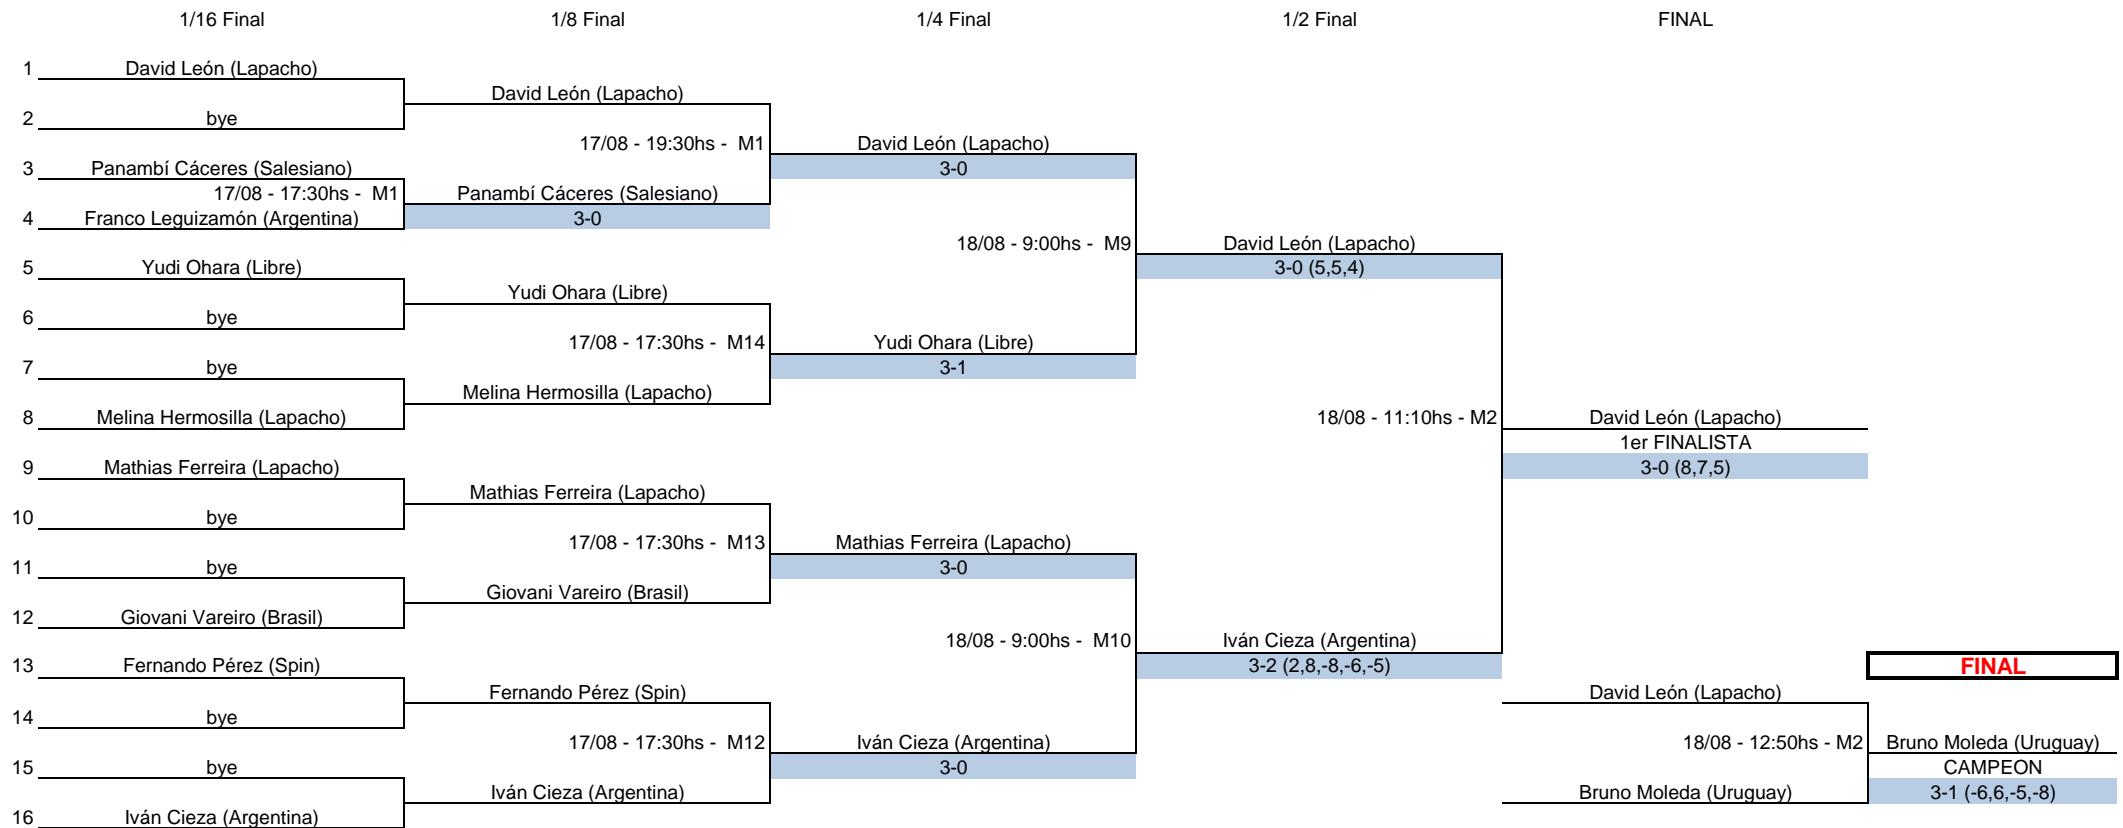 1/16 Final 1/8 Final 1/4 Final 1/2 Final FINAL
1 David León (Lapacho)
David León (Lapacho)
2 bye
17/08 - 19:30hs - M1 David León (Lapacho)
3 Panambí Cáceres (Salesiano) 3-0
17/08 - 17:30hs - M1 Panambí Cáceres (Salesiano)
4 Franco Leguizamón (Argentina) 3-0
18/08 - 9:00hs - M9 David León (Lapacho)
5 Yudi Ohara (Libre) 3-0 (5,5,4)
Yudi Ohara (Libre)
6 bye
17/08 - 17:30hs - M14 Yudi Ohara (Libre)
7 bye 3-1
Melina Hermosilla (Lapacho)
8 Melina Hermosilla (Lapacho) 18/08 - 11:10hs - M2 David León (Lapacho)
1er FINALISTA
9 Mathias Ferreira (Lapacho) 3-0 (8,7,5)
Mathias Ferreira (Lapacho)
10 bye
17/08 - 17:30hs - M13 Mathias Ferreira (Lapacho)
11 bye 3-0
Giovani Vareiro (Brasil)
12 Giovani Vareiro (Brasil)
18/08 - 9:00hs - M10 Iván Cieza (Argentina)
13 Fernando Pérez (Spin) 3-2 (2,8,-8,-6,-5) FINAL
Fernando Pérez (Spin) David León (Lapacho)
14 bye
17/08 - 17:30hs - M12 Iván Cieza (Argentina) 18/08 - 12:50hs - M2 Bruno Moleda (Uruguay)
15 bye 3-0 CAMPEON
Iván Cieza (Argentina) Bruno Moleda (Uruguay) 3-1 (-6,6,-5,-8)
16 Iván Cieza (Argentina)